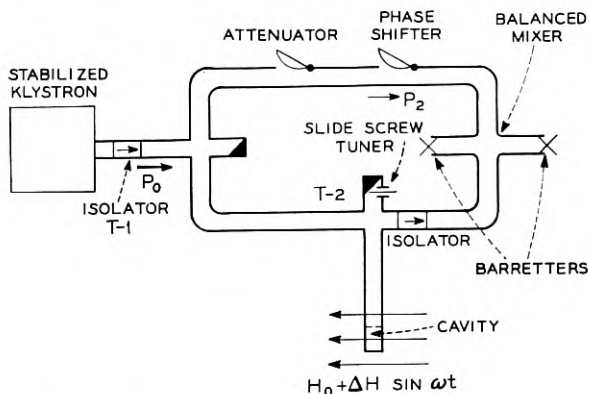 ATTENUATOR
PHASE
SHIFTER
BALANCED
MIXER
STABILIZED
KLYSTRON
P2
SLIDE SCREW
TUNER
P0
ISOLATOR
T-1
T-2
ISOLATOR
BARRETTERS
CAVITY
H0 + ΔH SIN ωt